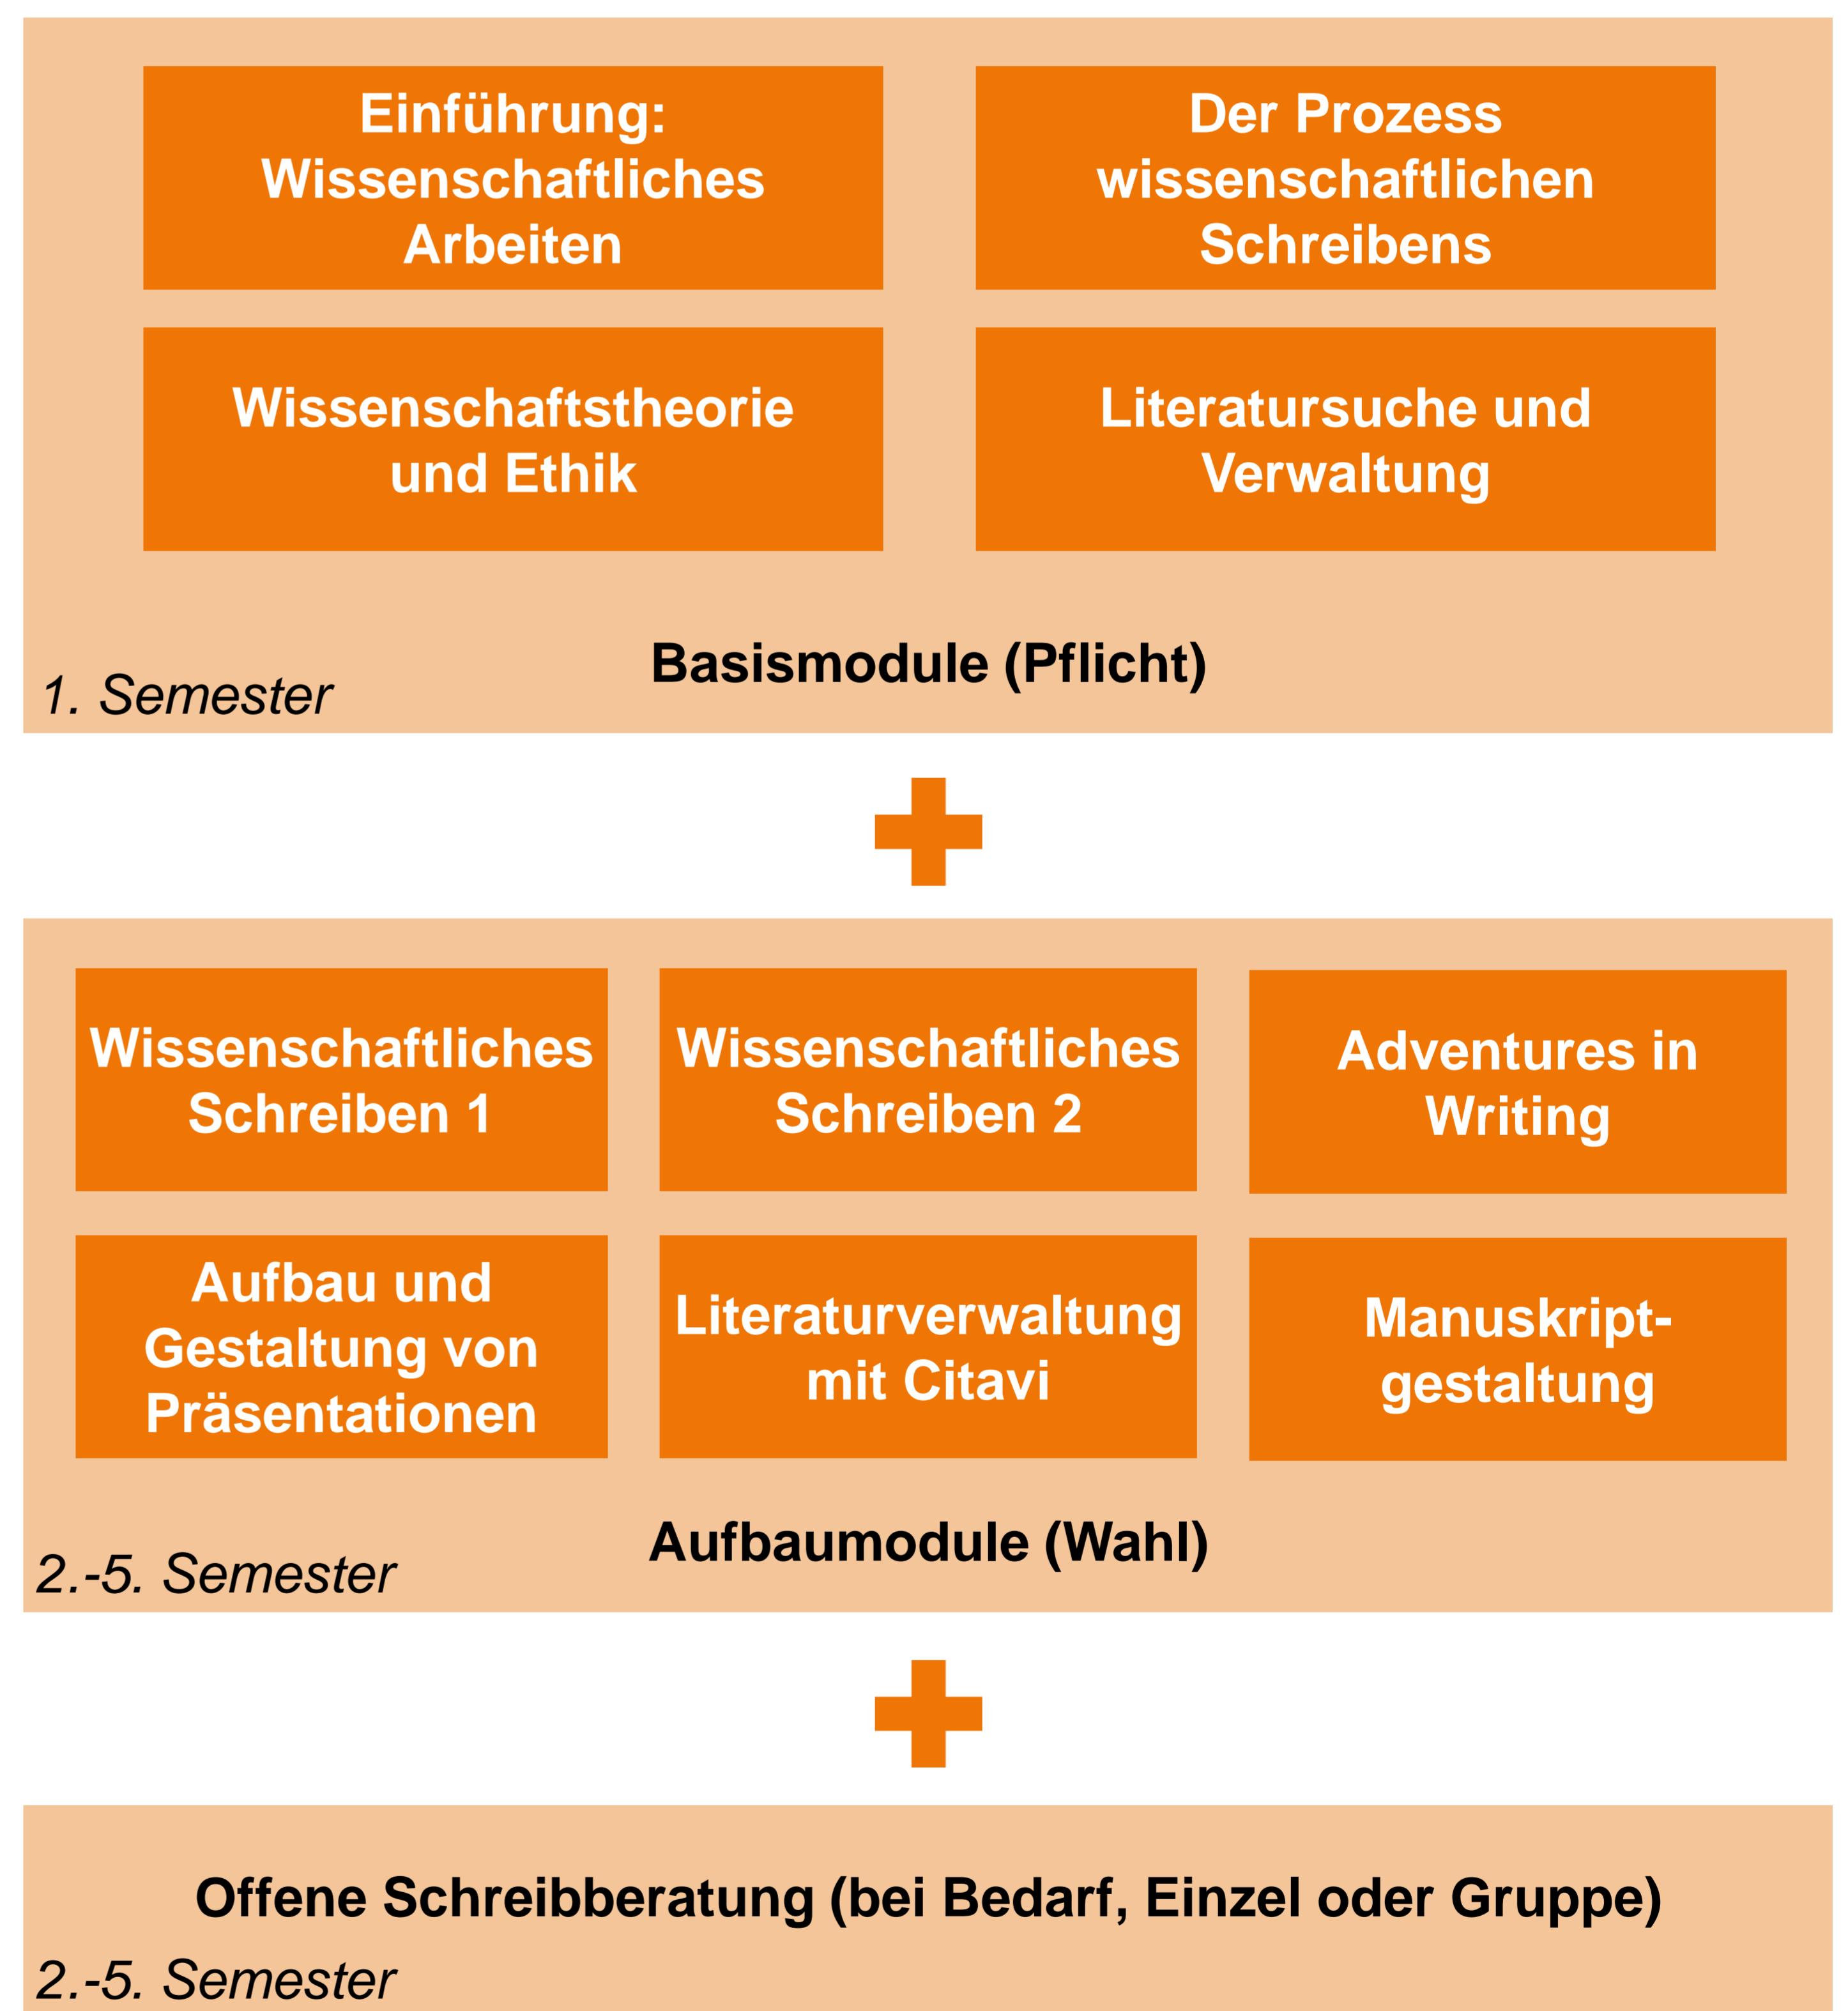 Einführung:
Wissenschaftliches
Arbeiten
Der Prozess
wissenschaftlichen
Schreibens
Wissenschaftstheorie
und Ethik
Literatursuche und
Verwaltung
Basismodule (Pflicht)
1. Semester
Wissenschaftliches
Schreiben 1
Wissenschaftliches
Schreiben 2
Adventures in
Writing
Aufbau und
Gestaltung von
Präsentationen
Literaturverwaltung
mit Citavi
Manuskript-
gestaltung
Aufbaumodule (Wahl)
2.-5. Semester
Offene Schreibberatung (bei Bedarf, Einzel oder Gruppe)
2.-5. Semester